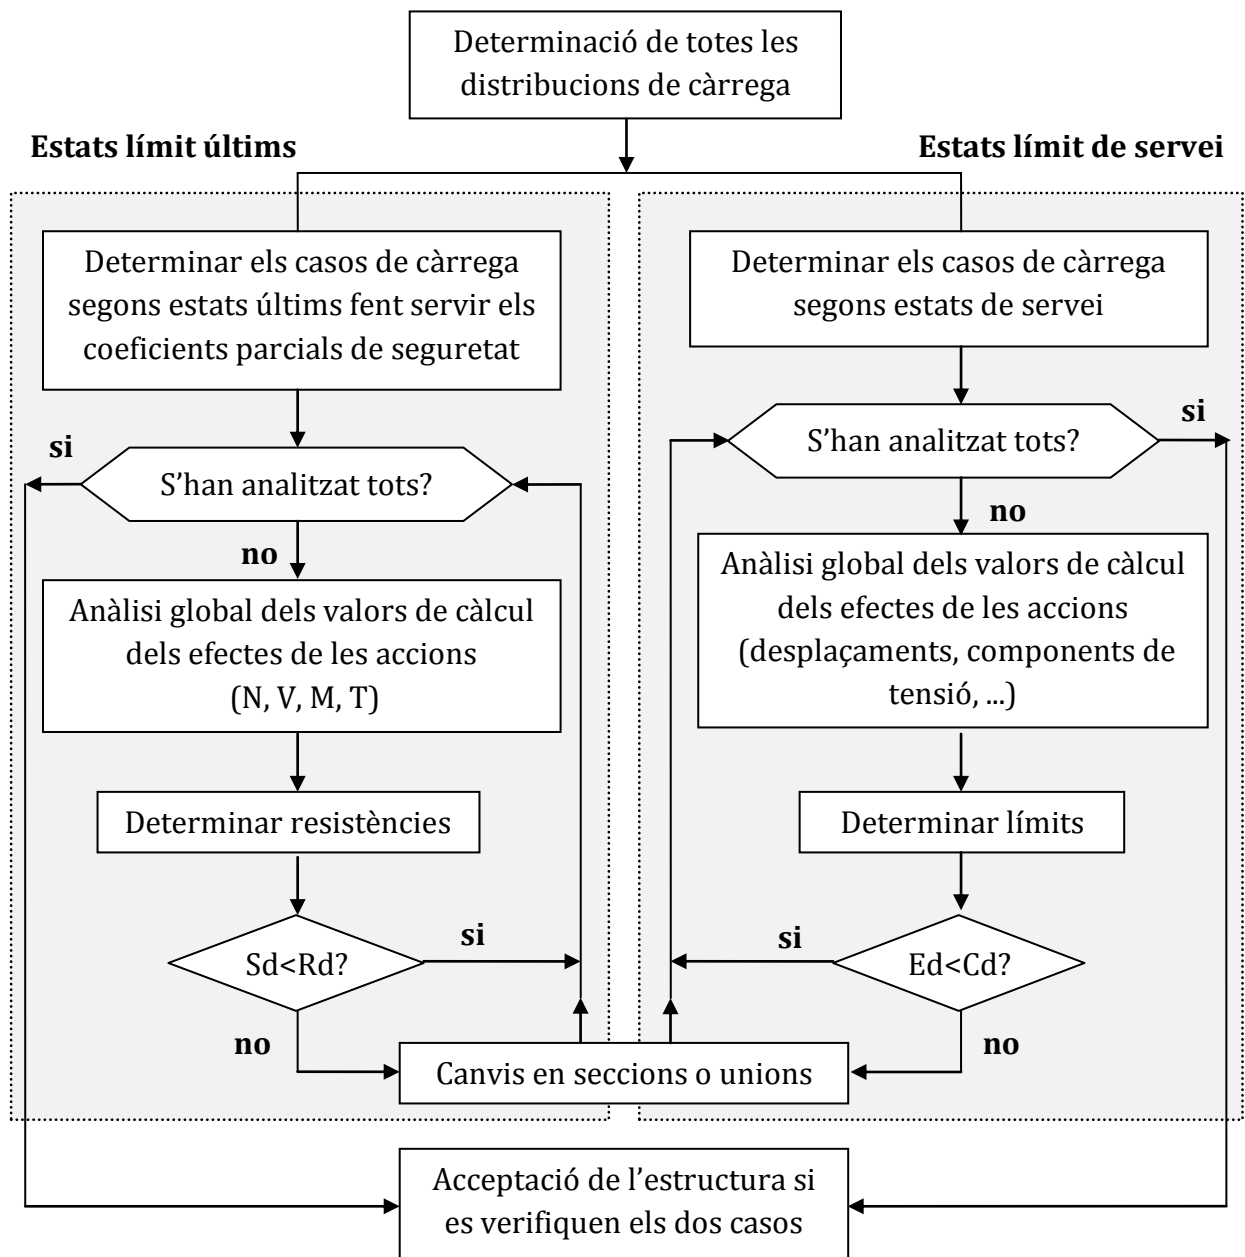 Determinació de totes les
distribucions de càrrega
Estats límit últims
Estats límit de servei
Determinar els casos de càrrega
segons estats últims fent servir els
coeficients parcials de seguretat
Determinar els casos de càrrega
segons estats de servei
si
S'han analitzat tots?
no
Anàlisi global dels valors de càlcul
dels efectes de les accions
(N, V, M, T)
Determinar resistències
Sd<Rd?
si
no
si
S'han analitzat tots?
no
Anàlisi global dels valors de càlcul
dels efectes de les accions
(desplaçaments, components de
tensió, ...)
Determinar límits
si
Ed<Cd?
no
Canvis en seccions o unions
Acceptació de l'estructura si
es verifiquen els dos casos